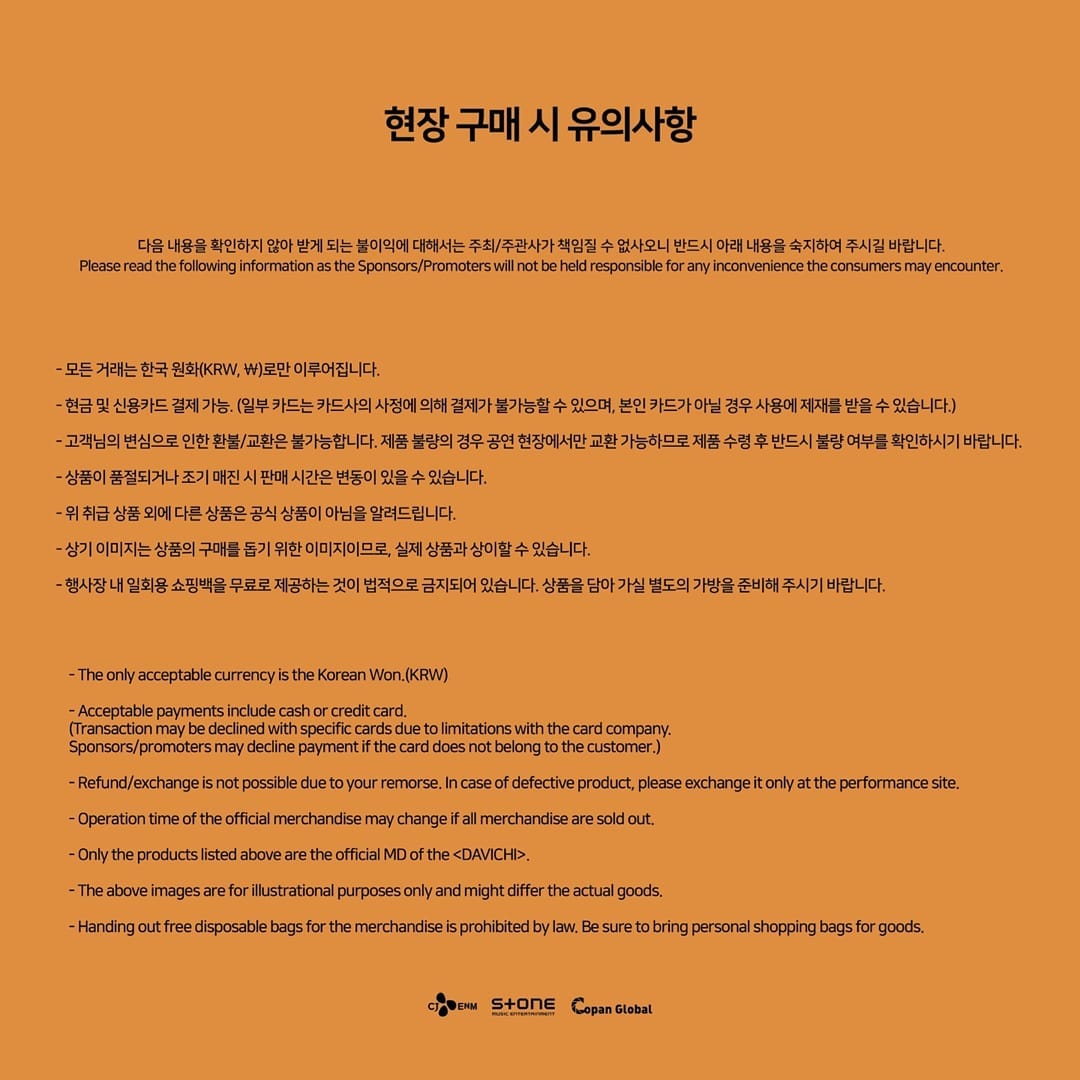 현장 구매 시 유의사항
다음 내용을 확인하지 않아 받게 되는 불이익에 대해서는 주최/주관사가 책임질 수 없사오니 반드시 아래 내용을 숙지하여 주시길 바랍니다.
Please read the following information as the Sponsors/Promoters will not be held responsible for any inconvenience the consumers may encounter.
- 모든 거래는 한국 원화(KRW, ₩)로만 이루어집니다.
- 현금 및 신용카드 결제 가능. (일부 카드는 카드사의 사정에 의해 결제가 불가능할 수 있으며, 본인 카드가 아닐 경우 사용에 제재를 받을 수 있습니다.)
- 고객님의 변심으로 인한 환불/교환은 불가능합니다. 제품 불량의 경우 공연 현장에서만 교환 가능하므로 제품 수령 후 반드시 불량 여부를 확인하시기 바랍니다.
- 상품이 품절되거나 조기 매진 시 판매 시간은 변동이 있을 수 있습니다.
- 위 취급 상품 외에 다른 상품은 공식 상품이 아님을 알려드립니다.
- 상기 이미지는 상품의 구매를 돕기 위한 이미지이므로, 실제 상품과 상이할 수 있습니다.
- 행사장 내 일회용 쇼핑백을 무료로 제공하는 것이 법적으로 금지되어 있습니다. 상품을 담아 가실 별도의 가방을 준비해 주시기 바랍니다.
- The only acceptable currency is the Korean Won.(KRW)
- Acceptable payments include cash or credit card.
(Transaction may be declined with specific cards due to limitations with the card company.
Sponsors/promoters may decline payment if the card does not belong to the customer.)
- Refund/exchange is not possible due to your remorse. In case of defective product, please exchange it only at the performance site.
- Operation time of the official merchandise may change if all merchandise are sold out.
- Only the products listed above are the official MD of the <DAVICHI>.
- The above images are for illustrational purposes only and might differ the actual goods.
- Handing out free disposable bags for the merchandise is prohibited by law. Be sure to bring personal shopping bags for goods.
CJ ENM STONE MUSIC ENTERTAINMENT Copan Global